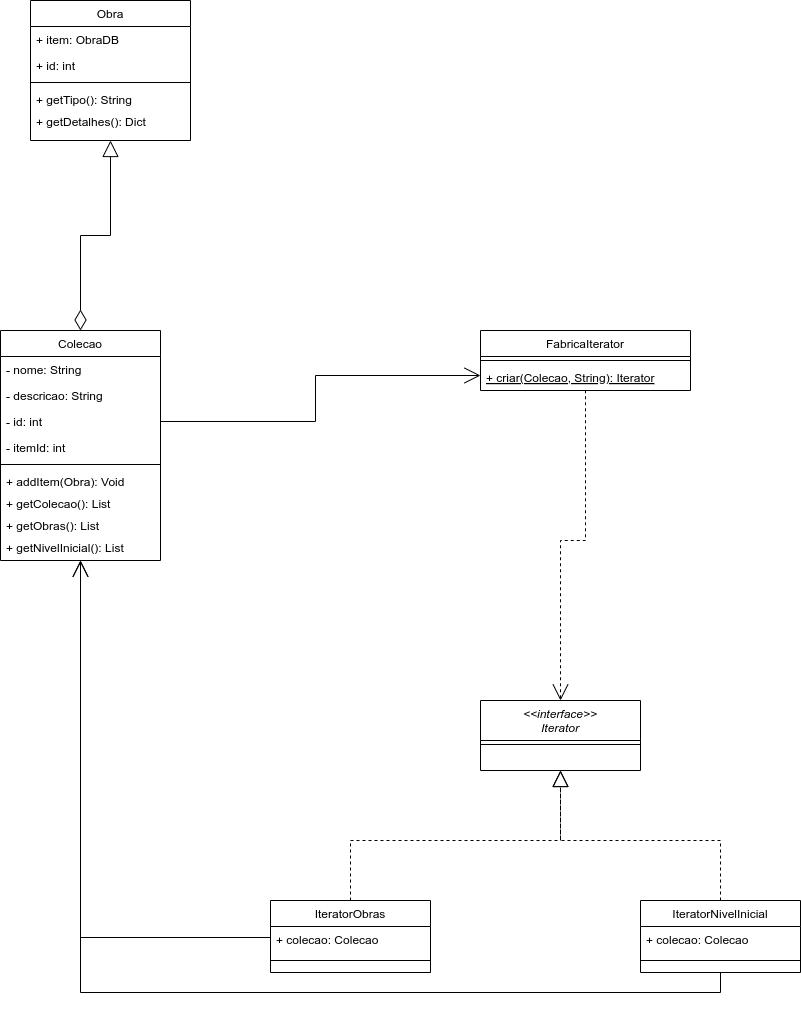 Obra
+ item: ObraDB
+ id: int
+ getTipo(): String
+ getDetalhes(): Dict
Colecao
- nome: String
- descricao: String
- id: int
- itemId: int
+ addItem(Obra): Void
+ getColecao(): List
+ getObras(): List
+ getNivelInicial(): List
FabricaIterator
+ criar(Colecao, String): Iterator
<<interface>>
Iterator
IteratorObras
+ colecao: Colecao
IteratorNivelInicial
+ colecao: Colecao